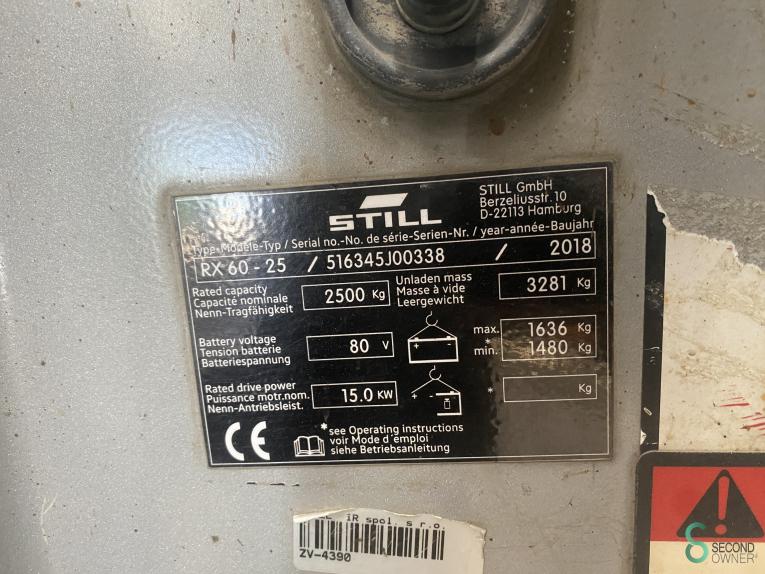 STILL
STILL GmbH
Berzeliusstr.10
D-22113 Hamburg
Type-Modèle-Typ / Serial no.-No. de série-Serien-Nr. / year-année-Baujahr
RX 60 - 25 / 516345J00338 / 2018
Rated capacity
Capacité nominale
Nenn-Tragfähigkeit
2500 Kg
Unladen mass
Masse à vide
Leergewicht
3281 Kg
Battery voltage
Tension batterie
Batteriespannung
80 V
+ -
max. 1636 Kg
*
min. 1480 Kg
Rated drive power
Puissance motr.nom.
Nenn-Antriebsleist.
15.0 KW
+ -
* Kg
CE
*see Operating instructions
voir Mode d´emploi
siehe Betriebsanleitung
iR spol. s r.o.
ZV-4390
SECOND
OWNER